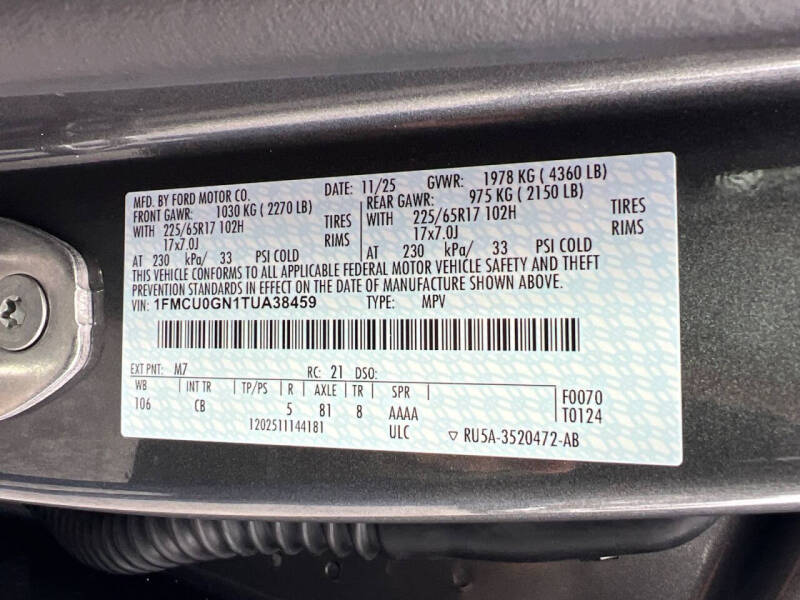 MFD. BY FORD MOTOR CO. DATE: 11/25 GVWR: 1978 KG ( 4360 LB)
FRONT GAWR: 1030 KG ( 2270 LB) REAR GAWR: 975 KG ( 2150 LB)
WITH 225/65R17 102H TIRES WITH 225/65R17 102H TIRES
17x7.0J RIMS 17x7.0J RIMS
AT 230 kPa/ 33 PSI COLD AT 230 kPa/ 33 PSI COLD
THIS VEHICLE CONFORMS TO ALL APPLICABLE FEDERAL MOTOR VEHICLE SAFETY AND THEFT
PREVENTION STANDARDS IN EFFECT ON THE DATE OF MANUFACTURE SHOWN ABOVE.
VIN: 1FMCU0GN1TUA38459 TYPE: MPV
EXT PNT: M7 RC: 21 DSO:
WB INT TR TP/PS R AXLE TR SPR F0070
106 CB 5 81 8 AAAA T0124
1202511144181 ULC ▽ RU5A-3520472-AB